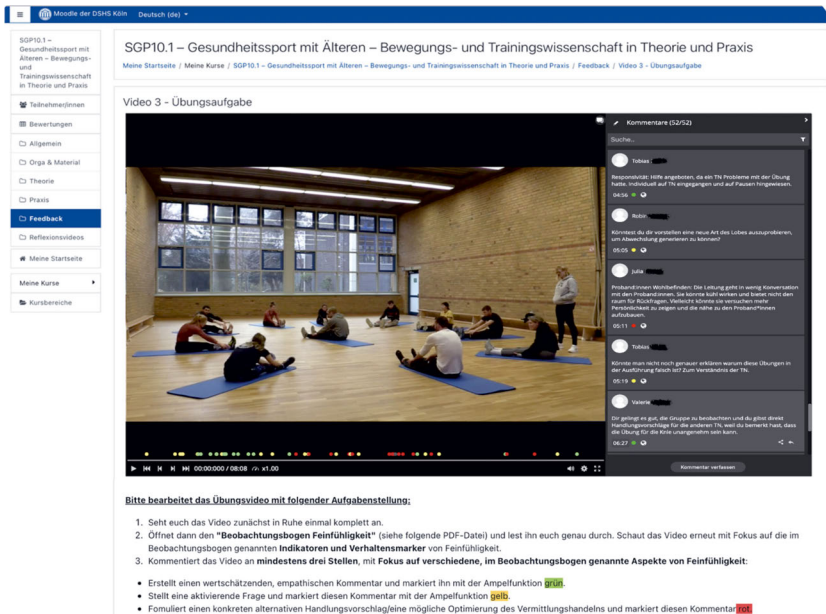 Moodle der DSHS Köln Deutsch (de)
SGP10.1 –
Gesundheitssport mit
Älteren – Bewegungs-
und
Trainingswissenschaft
in Theorie und Praxis
Teilnehmer/innen
Bewertungen
Allgemein
Orga & Material
Theorie
Praxis
Feedback
Reflexionsvideos
Meine Startseite
Meine Kurse
Kursbereiche
SGP10.1 – Gesundheitssport mit Älteren – Bewegungs- und Trainingswissenschaft in Theorie und Praxis
Meine Startseite / Meine Kurse / SGP10.1 – Gesundheitssport mit Älteren – Bewegungs- und Trainingswissenschaft in Theorie und Praxis / Feedback / Video 3 - Übungsaufgabe
Video 3 - Übungsaufgabe
00:00:000 / 08:08 x1.00
Kommentare (52/52)
Suche...
Tobias
Responsivität: Hilfe angeboten, da ein TN Probleme mit der Übung
hatte. Individuell auf TN eingegangen und auf Pausen hingewiesen.
04:56
Robin
Könntest du dir vorstellen eine neue Art des Lobes auszuprobieren,
um Abwechslung generieren zu können?
05:05
Julia
Proband:innen Wohlbefinden: Die Leitung geht in wenig Konversation
mit den Proband:innen. Sie könnte kühl wirken und bietet nicht den
raum für Rückfragen. Vielleicht könnte sie versuchen mehr
Persönlichkeit zu zeigen und die nähe zu den Proband*innen
aufzubauen.
05:11
Tobias
Könnte man nicht noch genauer erklären warum diese Übungen in
der Ausführung falsch ist? Zum Verständnis der TN.
05:19
Valerie
Dir gelingt es gut, die Gruppe zu beobachten und du gibst direkt
Handlungsvorschläge für die anderen TN, weil du bemerkt hast, dass
die Übung für die Knie unangenehm sein kann.
06:27
Kommentar verfassen
Bitte bearbeitet das Übungsvideo mit folgender Aufgabenstellung:
1. Seht euch das Video zunächst in Ruhe einmal komplett an.
2. Öffnet dann den "Beobachtungsbogen Feinfühligkeit" (siehe folgende PDF-Datei) und lest ihn euch genau durch. Schaut das Video erneut mit Fokus auf die im
Beobachtungsbogen genannten Indikatoren und Verhaltensmarker von Feinfühligkeit.
3. Kommentiert das Video an mindestens drei Stellen, mit Fokus auf verschiedene, im Beobachtungsbogen genannte Aspekte von Feinfühligkeit:
• Erstellt einen wertschätzenden, empathischen Kommentar und markiert ihn mit der Ampelfunktion grün.
• Stellt eine aktivierende Frage und markiert diesen Kommentar mit der Ampelfunktion gelb.
• Fomuliert einen konkreten alternativen Handlungsvorschlag/eine mögliche Optimierung des Vermittlungshandelns und markiert diesen Kommentar rot.